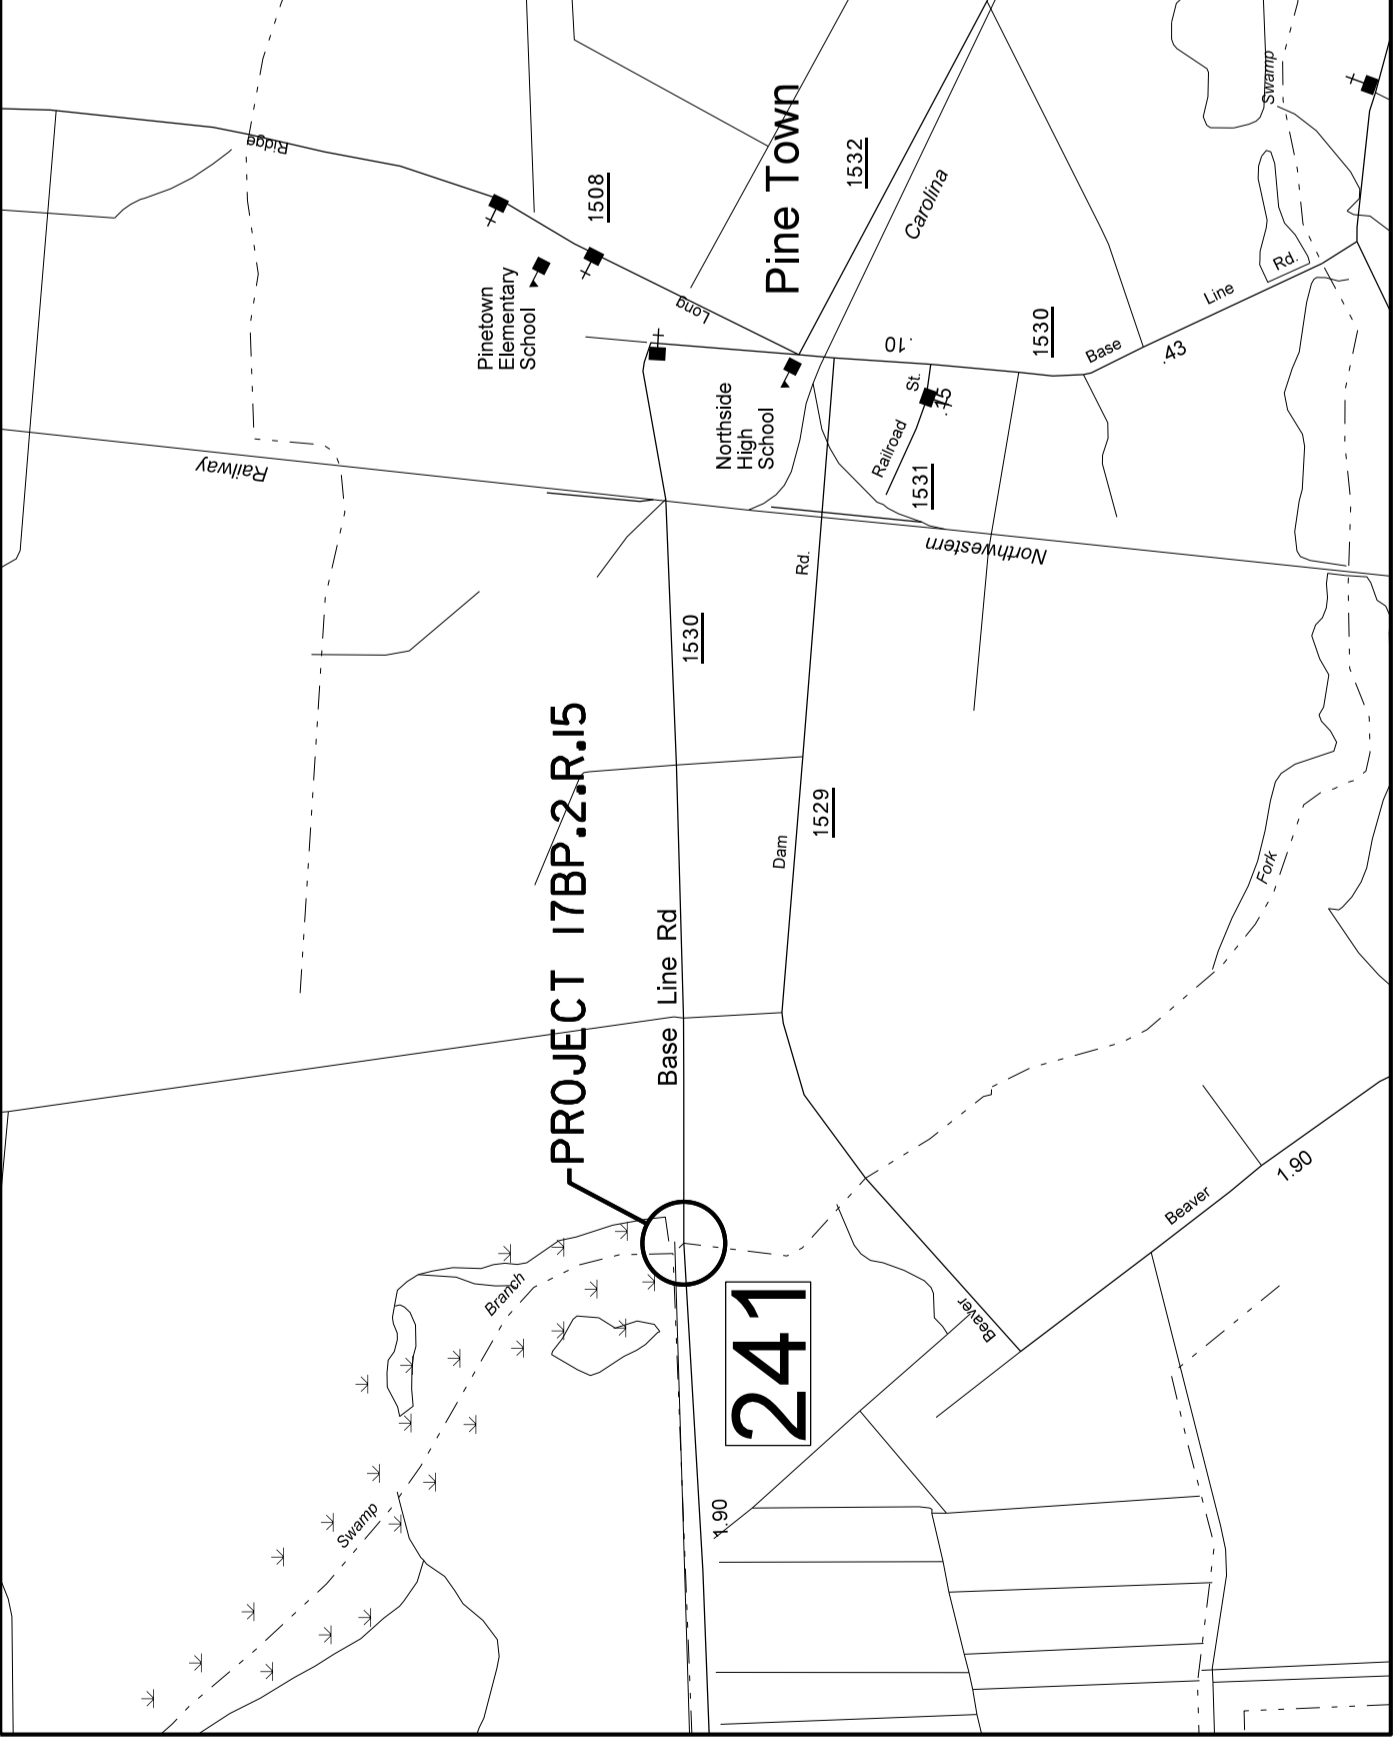 Ridge
1508
Pinetown
Elementary
School
Long
Pine Town
1532
Carolina
Swamp
Rd.
Line
1530
.10
Base
.43
St.
.15
Railroad
1531
Northside
High
School
Railway
Northwestern
Rd.
1530
PROJECT 17BP.2.R.15
1529
Dam
Base Line Rd
Fork
Beaver
1.90
Branch
241
Beaver
Swamp
1.90